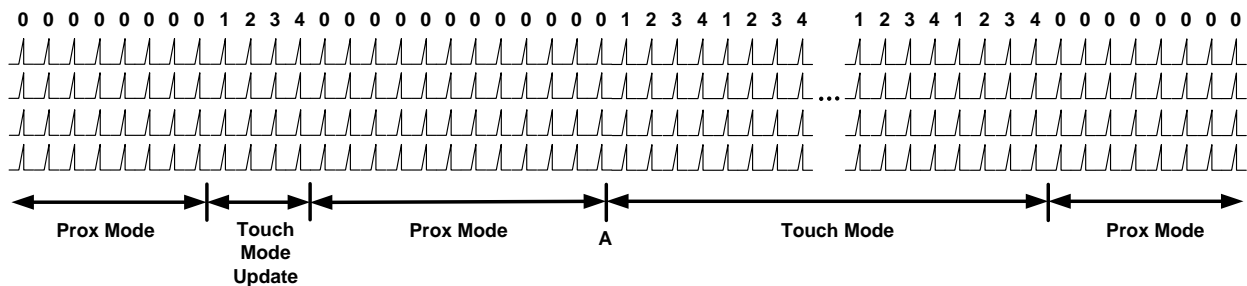 0 0 0 0 0 0 0 0 1 2 3 4 0 0 0 0 0 0 0 0 0 0 0 0 1 2 3 4 1 2 3 4 1 2 3 4 1 2 3 4 0 0 0 0 0 0 0 0
...
Prox Mode
Touch
Mode
Update
Prox Mode
A
Touch Mode
Prox Mode